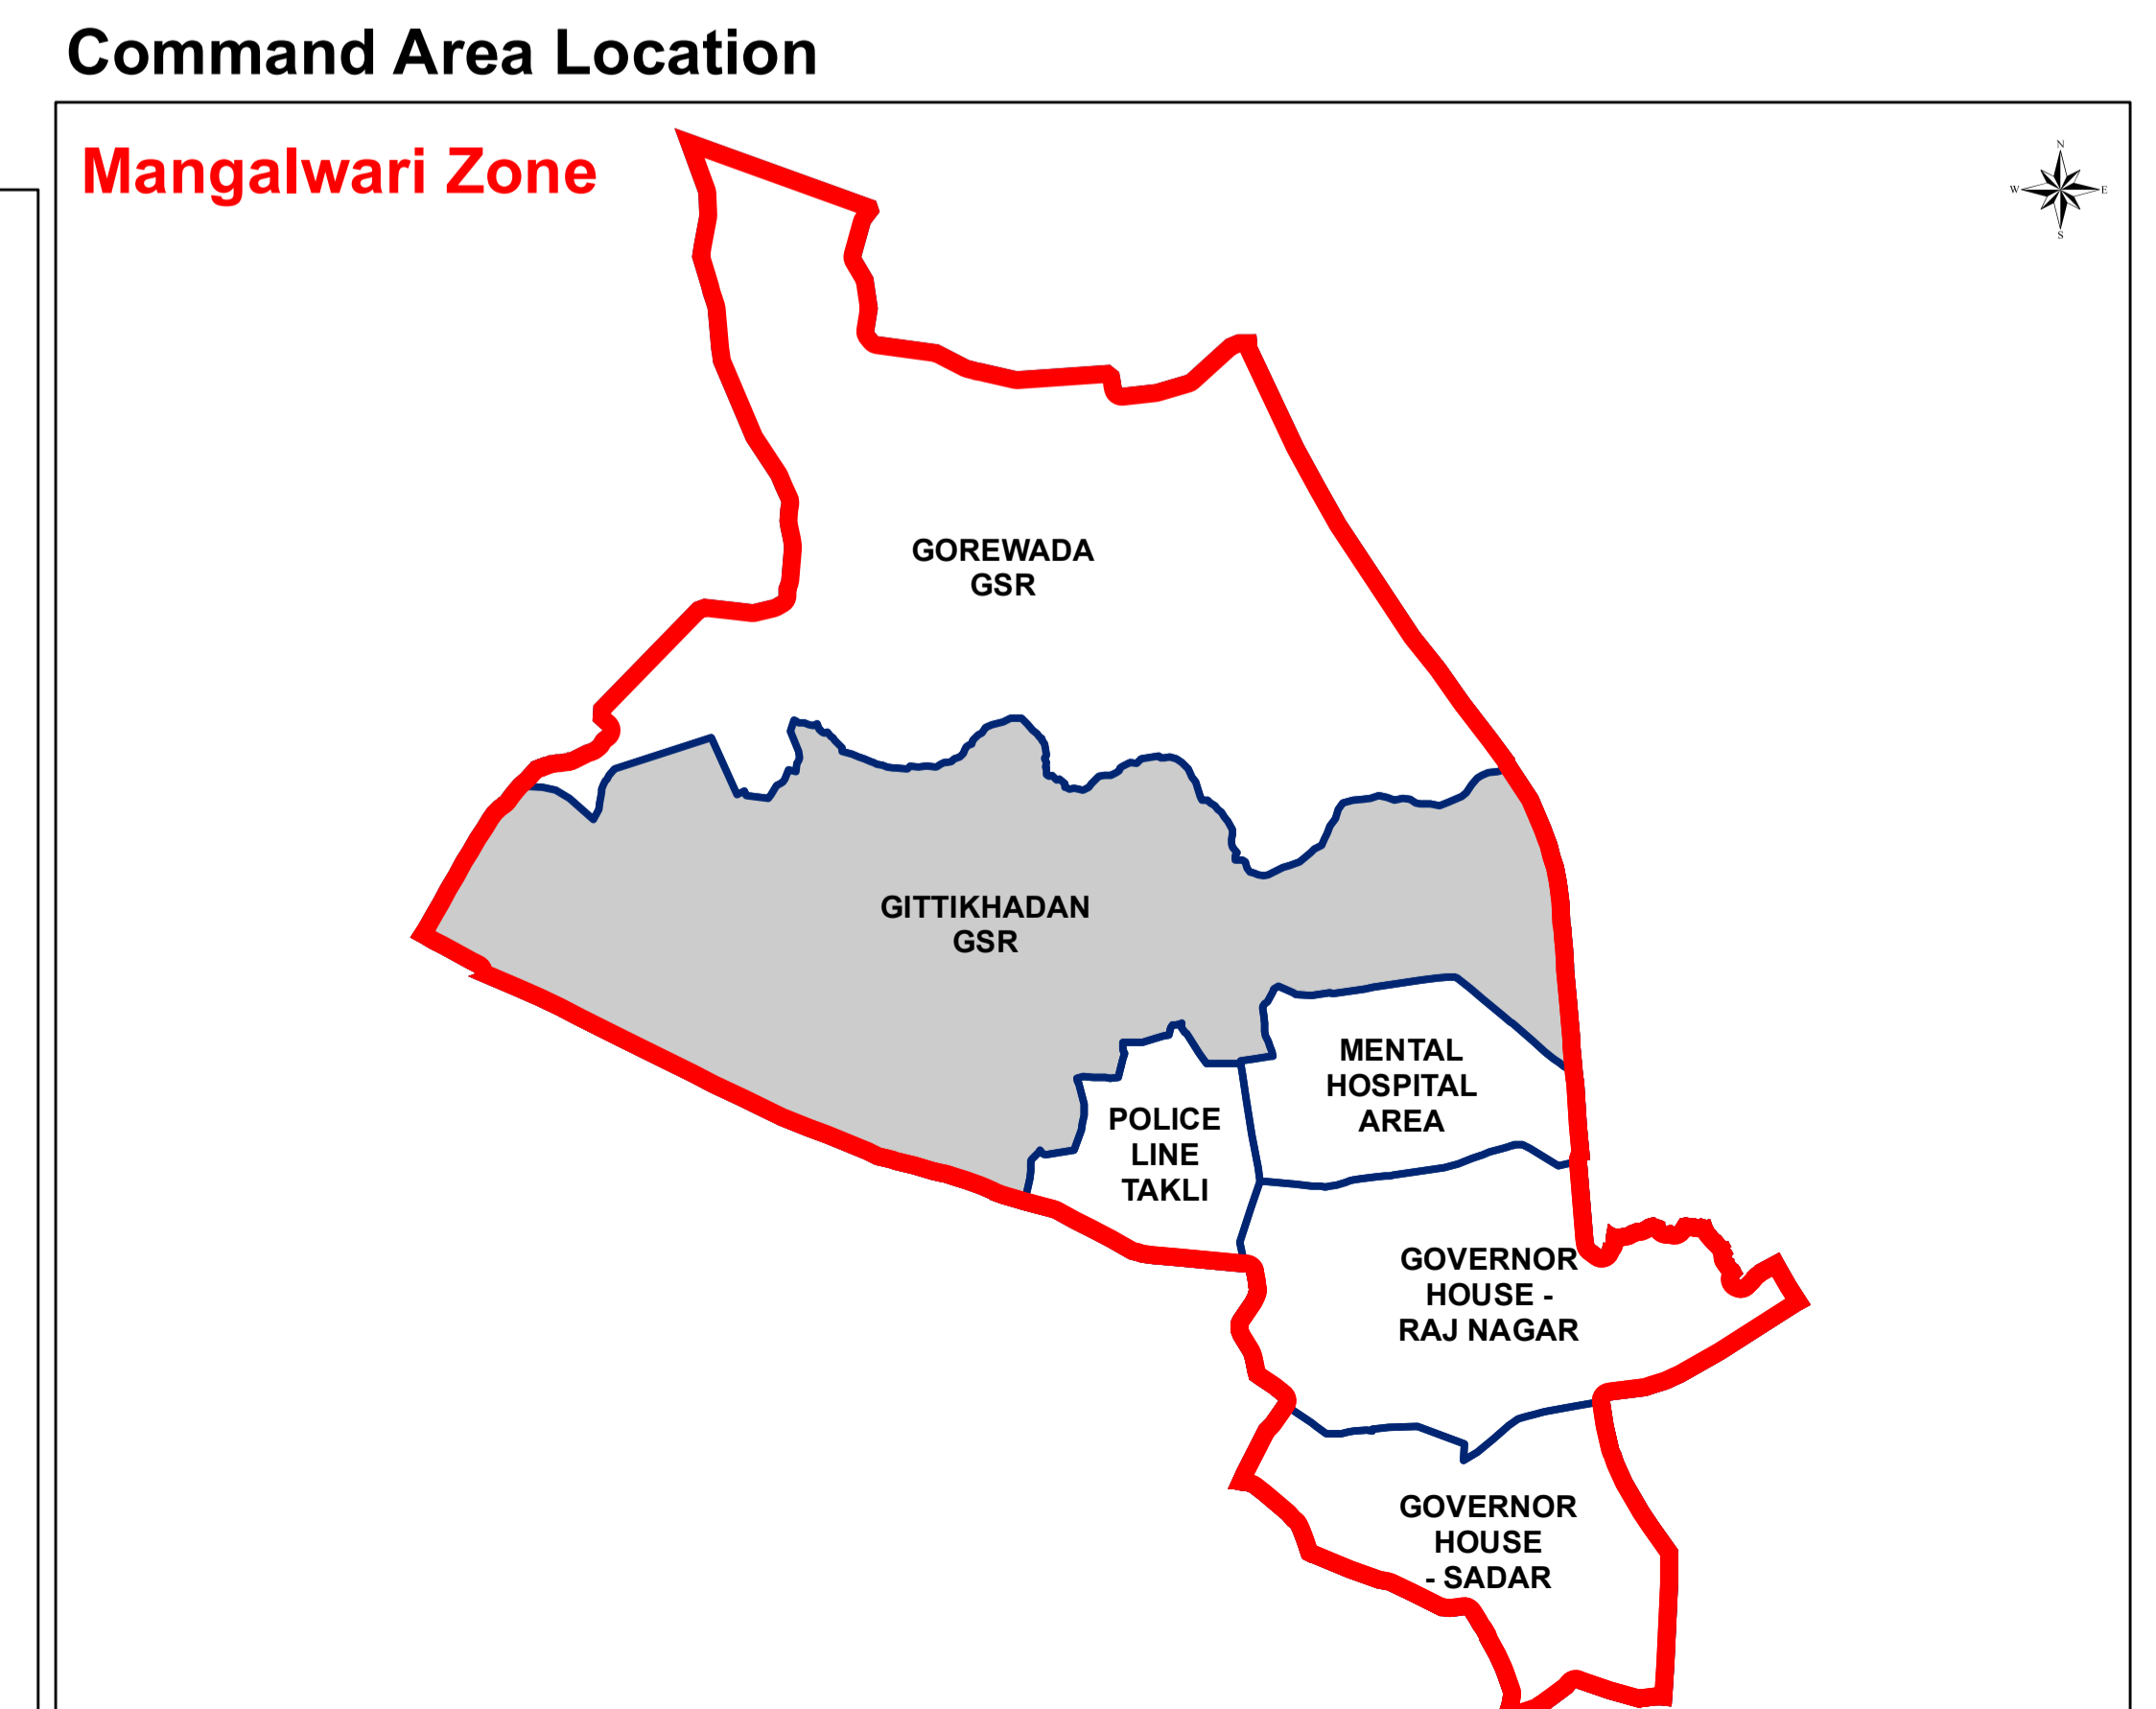 Command Area Location
Mangalwari Zone
N
W
E
S
GOREWADA
GSR
GITTIKHADAN
GSR
MENTAL
HOSPITAL
AREA
POLICE
LINE
TAKLI
GOVERNOR
HOUSE -
RAJ NAGAR
GOVERNOR
HOUSE
- SADAR